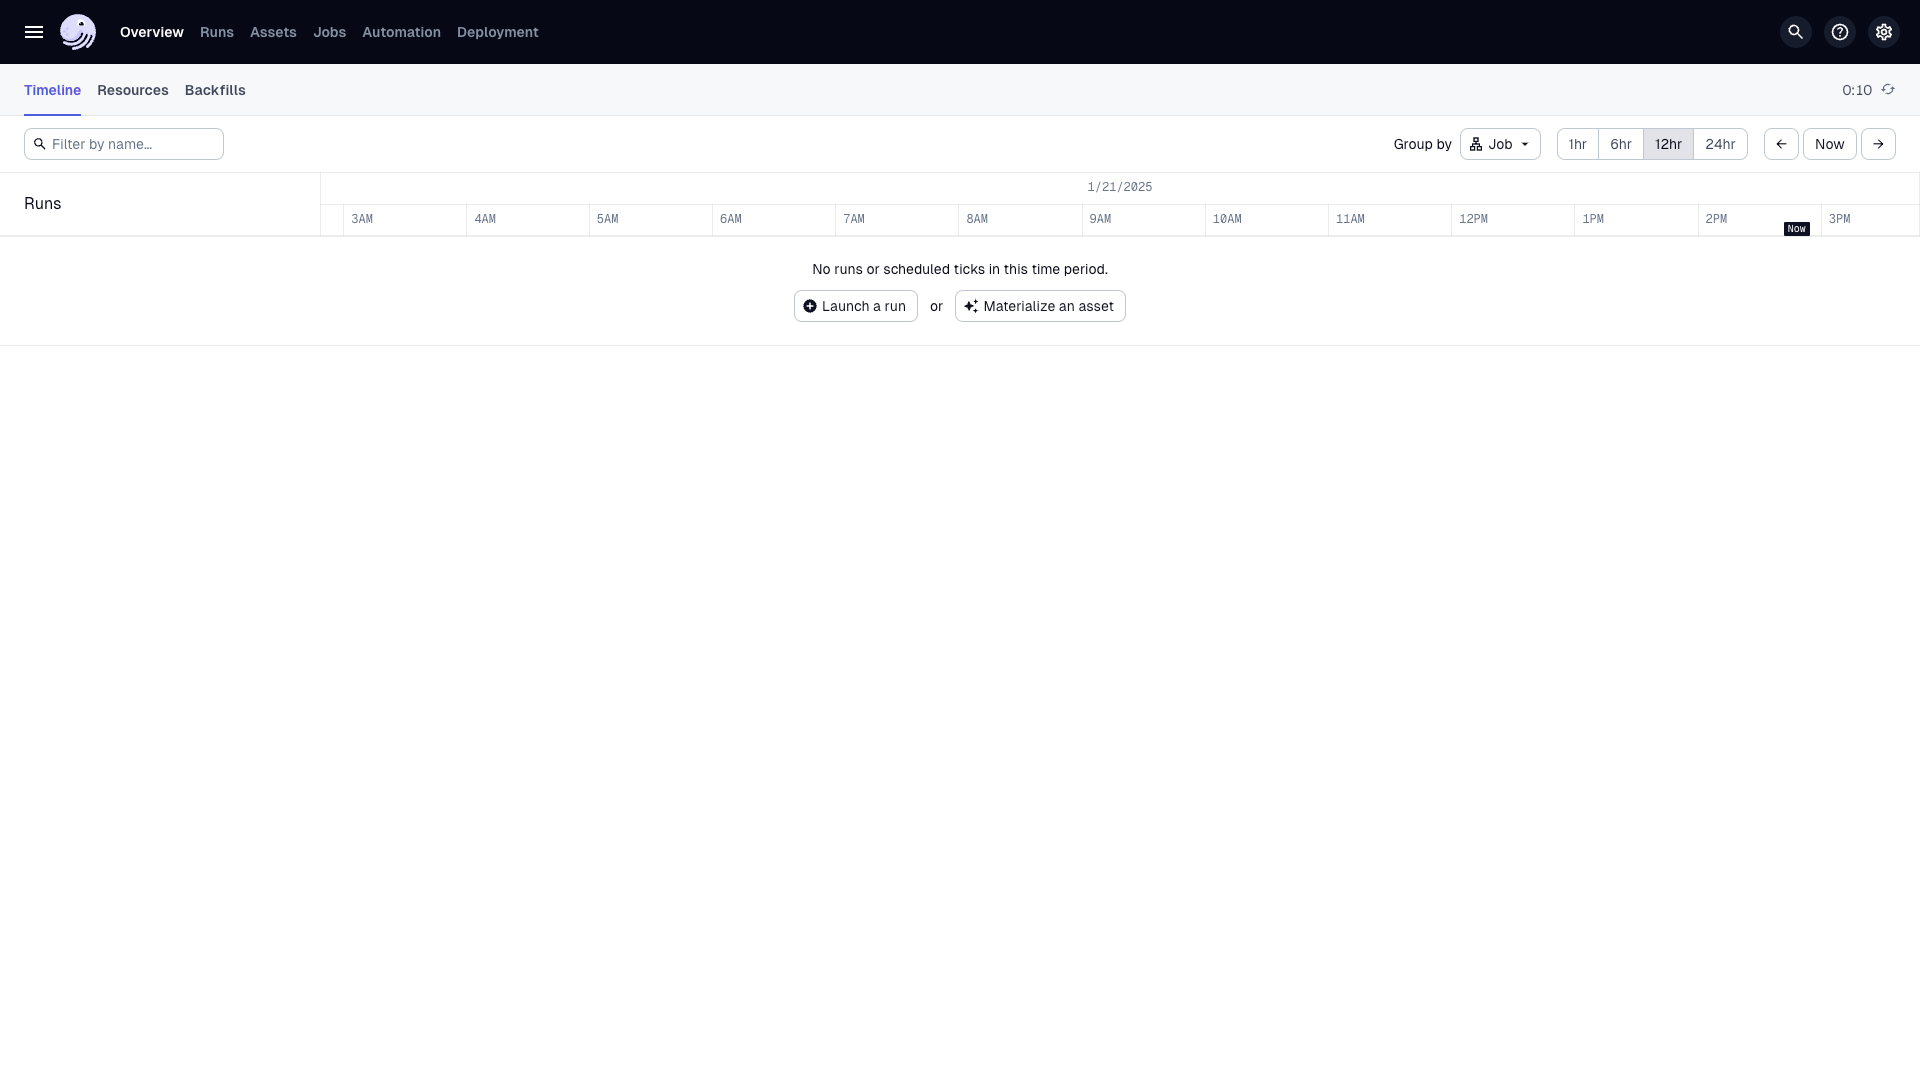 Overview Runs Assets Jobs Automation Deployment
Timeline Resources Backfills 0:10
Filter by name... Group by Job 1hr 6hr 12hr 24hr Now
Runs
1/21/2025
3AM 4AM 5AM 6AM 7AM 8AM 9AM 10AM 11AM 12PM 1PM 2PM 3PM
Now
No runs or scheduled ticks in this time period.
Launch a run or Materialize an asset